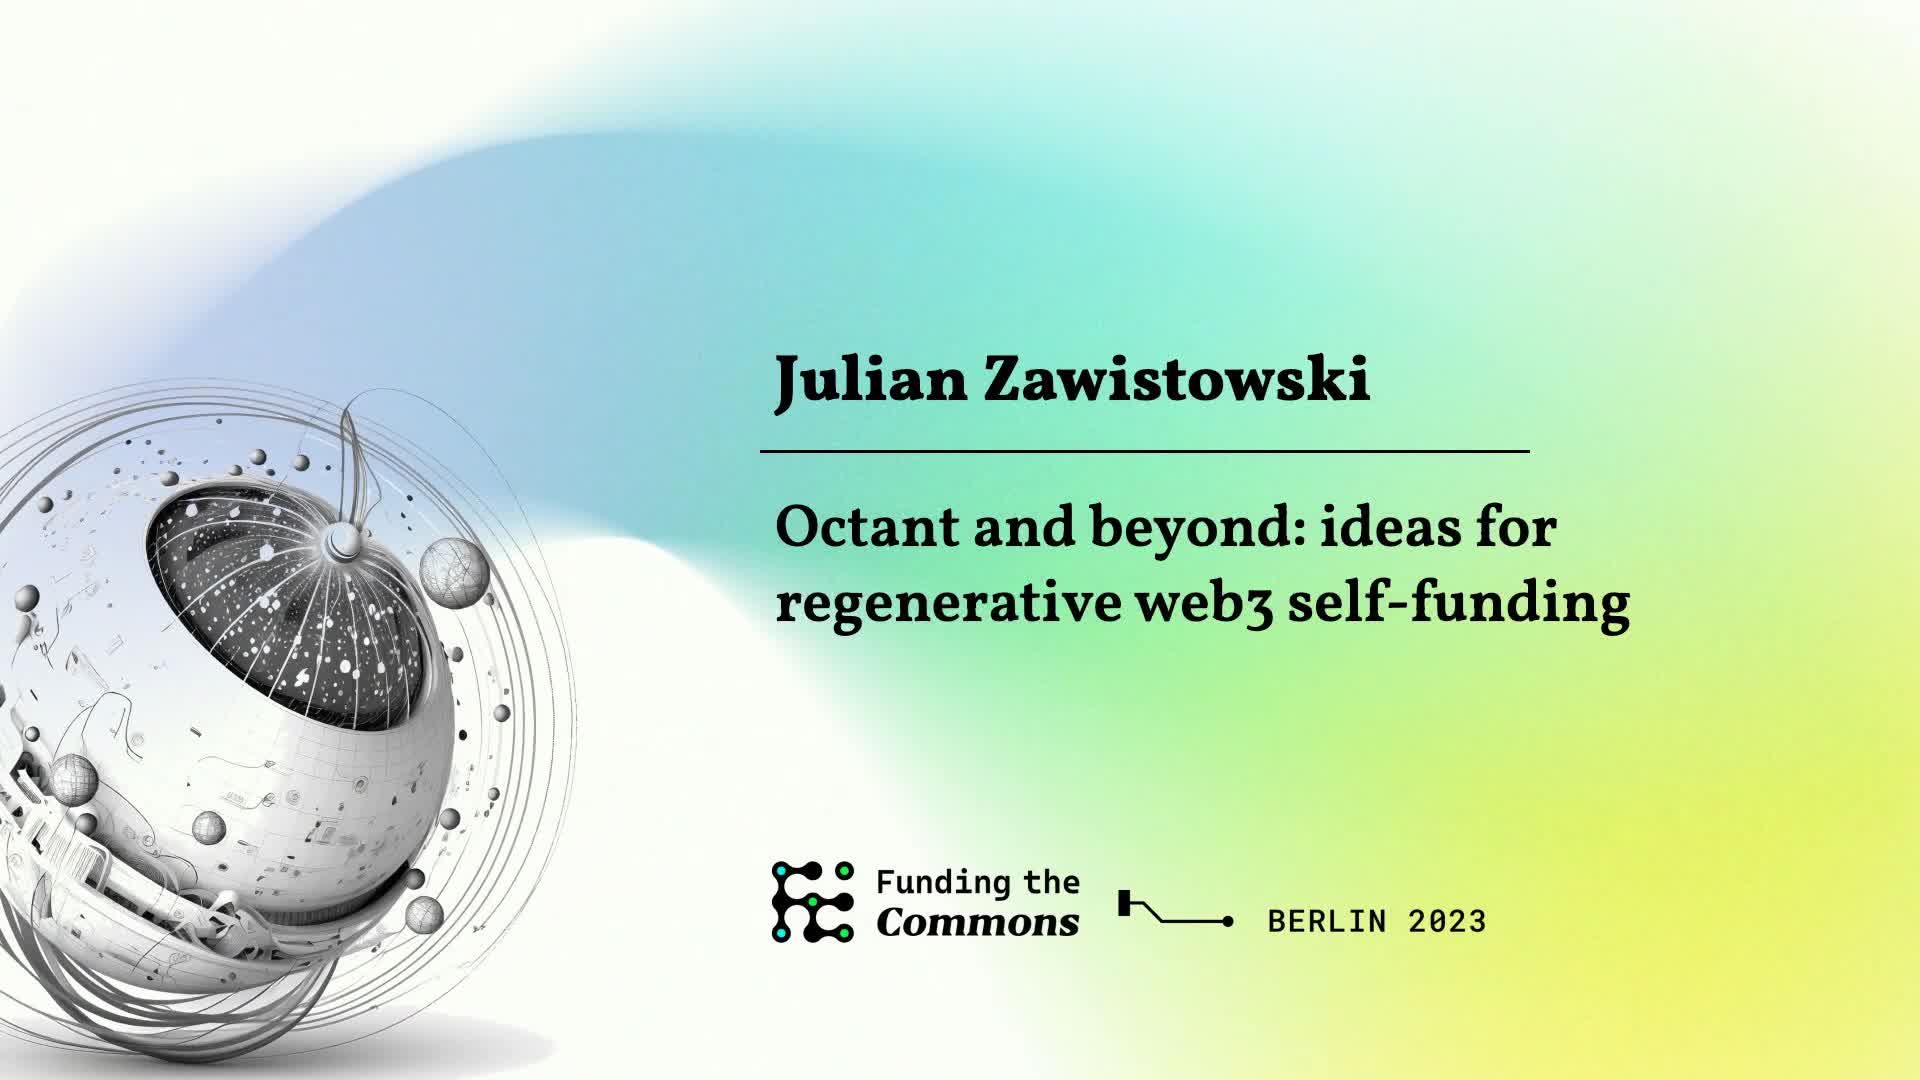 Julian Zawistowski
Octant and beyond: ideas for
regenerative web3 self-funding
Funding the
Commons
BERLIN 2023